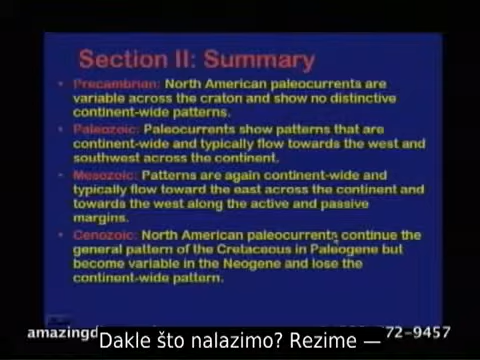 Section II: Summary
• Precambrian: North American paleocurrents are
variable across the craton and show no distinctive
continent-wide patterns.
• Paleozoic: Paleocurrents show patterns that are
continent-wide and typically flow towards the west and
southwest across the continent.
• Mesozoic: Patterns are again continent-wide and
typically flow toward the east across the continent and
towards the west along the active and passive
margins.
• Cenozoic: North American paleocurrents continue the
general pattern of the Cretaceous in Paleogene but
become variable in the Neogene and lose the
continent-wide pattern.
amazingd
72-9457
Dakle što nalazimo? Rezime —